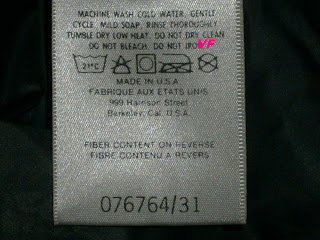 MACHINE WASH COLD WATER, GENTLE
CYCLE. MILD SOAP. RINSE THOROUGHLY
TUMBLE DRY LOW HEAT. DO NOT DRY CLEAN
DO NOT BLEACH. DO NOT IRON VF
21°C
MADE IN U.S.A.
FABRIQUE AUX ETATS UNIS
999 Harrison Street
Berkeley, Cal. U.S.A.
FIBER CONTENT ON REVERSE
FIBRE CONTENU A REVERS
076764/31